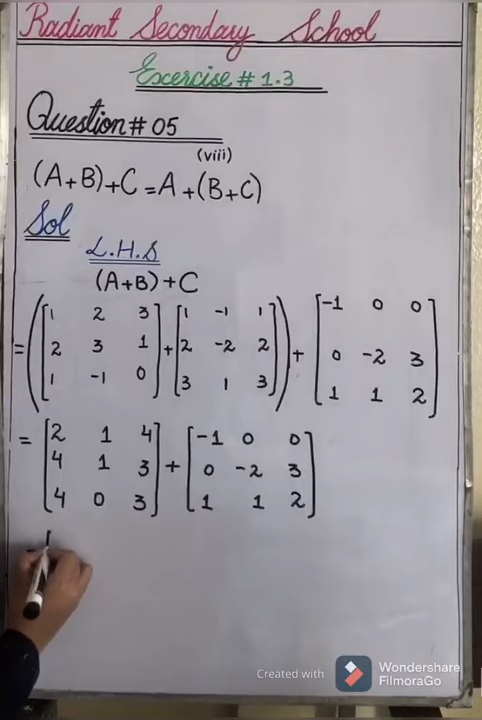 Radiant Secondary School
Excercise # 1.3
Question # 05
(viii)
(A+B)+C = A+(B+C)
Sol
L.H.S
(A+B)+C
= ( [ 1 2 3 ] + [ 1 -1 1 ] ) + [ -1 0 0 ]
2 3 1 2 -2 2 0 -2 3
1 -1 0 3 1 3 1 1 2
= [ 2 1 4 ] + [ -1 0 0 ]
4 1 3 0 -2 3
4 0 3 1 1 2
Created with Wondershare FilmoraGo